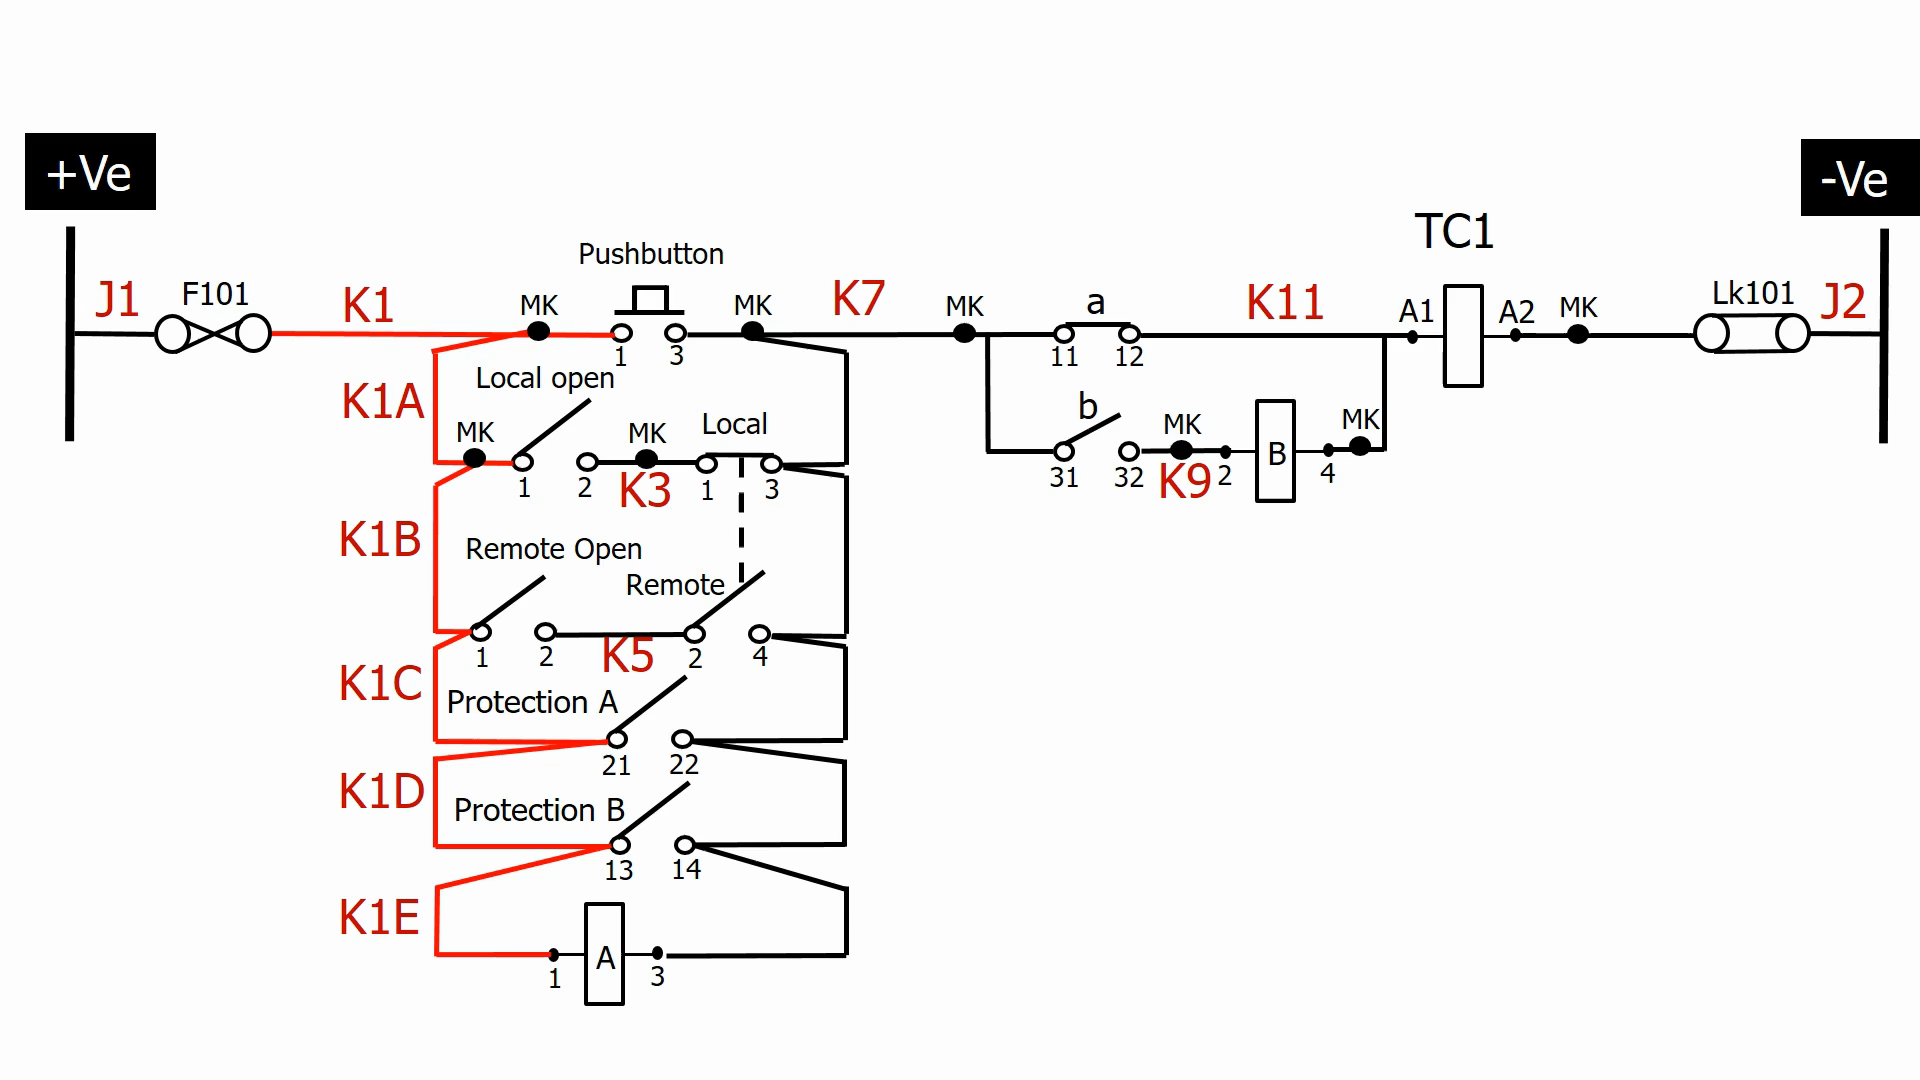 +Ve
-Ve
TC1
Pushbutton
J1
F101
K1
MK
MK
K7
MK
a
K11
A1
A2
MK
Lk101
J2
1
3
11
12
Local open
K1A
MK
MK
Local
b
MK
B
MK
1
2
K3
1
3
31
32
K9
2
4
K1B
Remote Open
Remote
1
2
K5
2
4
K1C
Protection A
21
22
K1D
Protection B
13
14
K1E
A
1
3